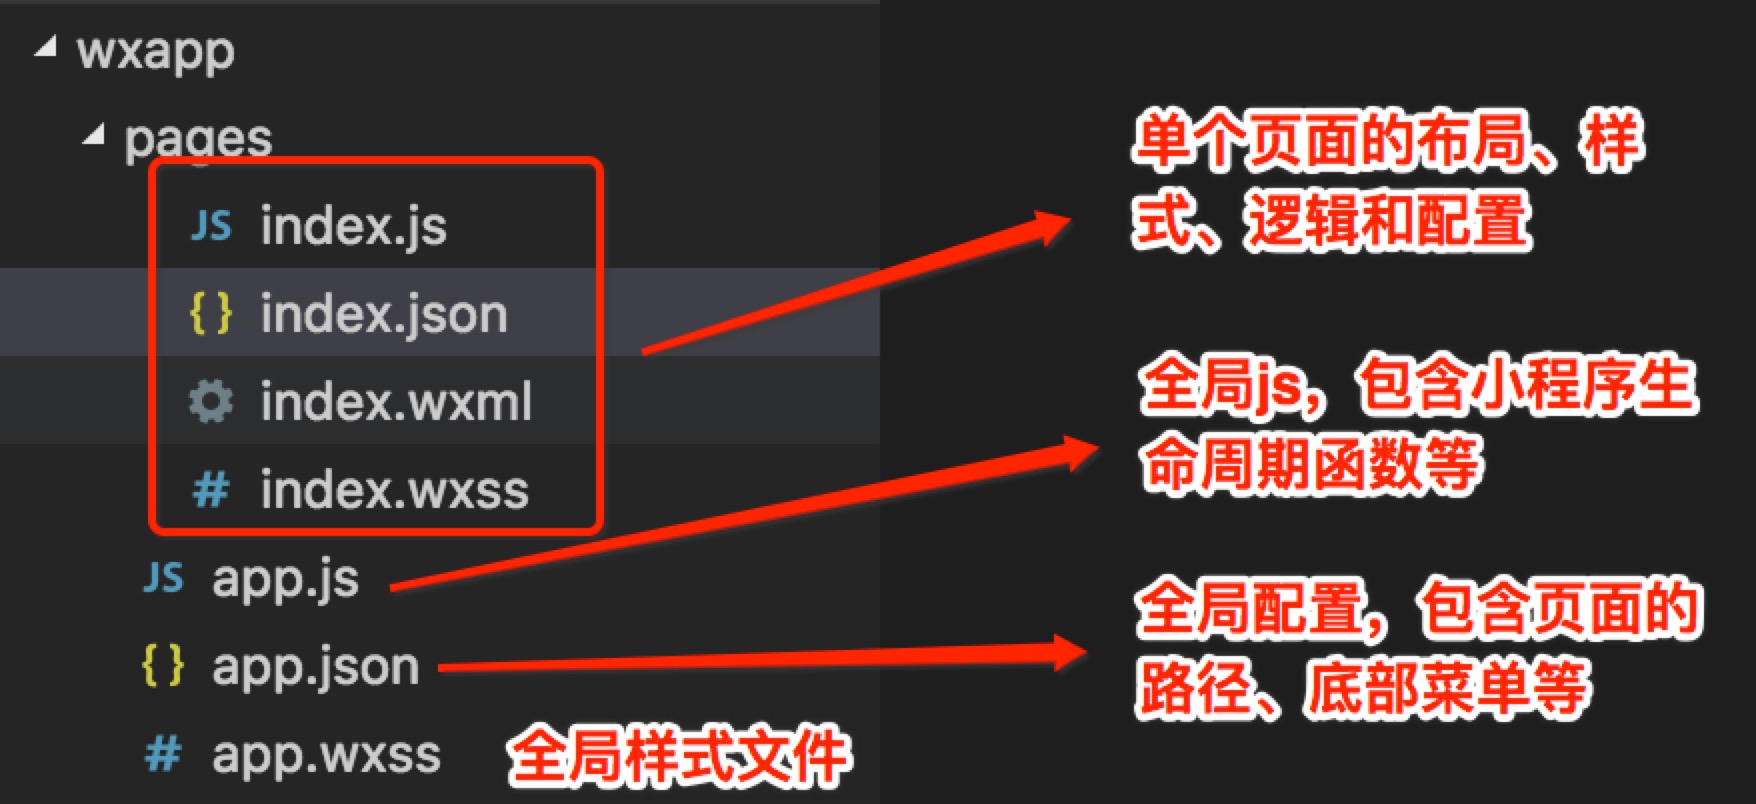 wxapp
pages
JS index.js
{ } index.json
index.wxml
# index.wxss
JS app.js
{ } app.json
# app.wxss
全局样式文件
单个页面的布局、样
式、逻辑和配置
全局js，包含小程序生
命周期函数等
全局配置，包含页面的
路径、底部菜单等